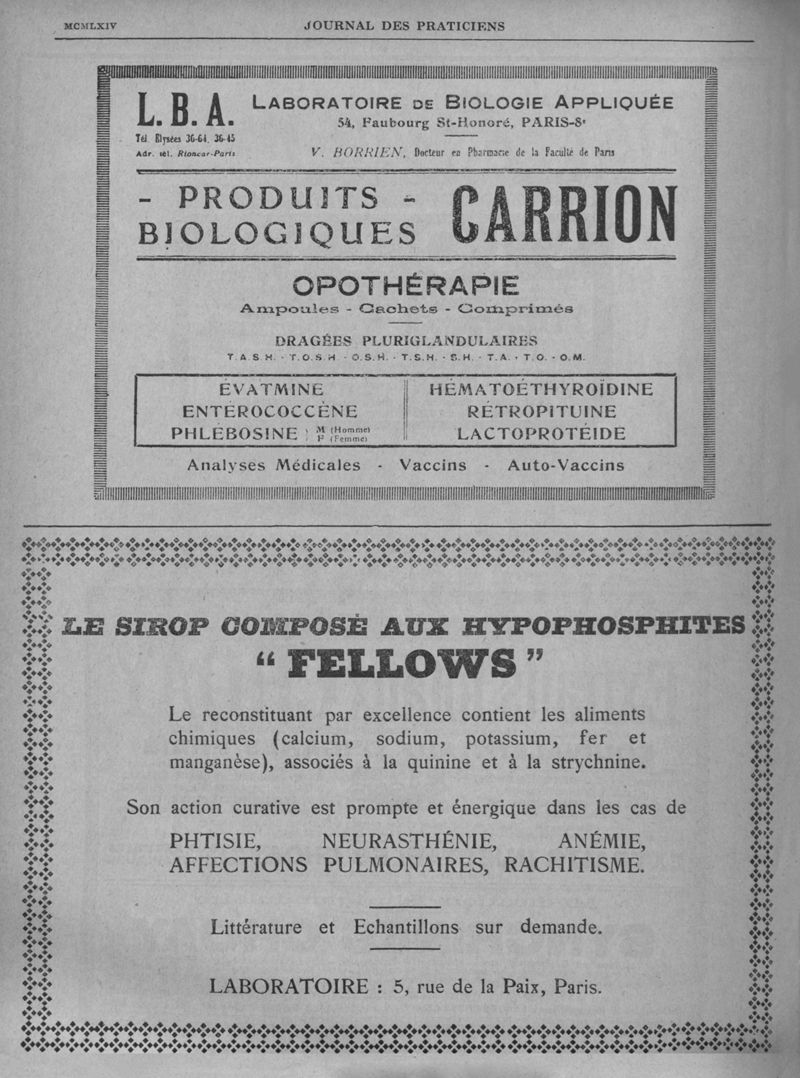 MCMLXIV
JOURNAL DES PRATICIENS
L.B.A.
Tél. Elysées 36-64, 36-45
Adr. tél. Rioncar-Paris
LABORATOIRE DE BIOLOGIE APPLIQUÉE
54, Faubourg St-Honoré, PARIS-8e
V. BORRIEN, Docteur en Pharmacie de la Faculté de Paris
- PRODUITS -
BIOLOGIQUES
CARRION
OPOTHÉRAPIE
Ampoules - Cachets - Comprimés
DRAGÉES PLURIGLANDULAIRES
T.A.S.H. - T.O.S.H. - O.S.H. - T.S.H. - S.H. - T.A. - T.O. - O.M.
ÉVATMINE
ENTÉROCOCCÈNE
PHLÉBOSINE M (Homme)
F (Femme)
HÉMATOÉTHYROÏDINE
RÉTROPITUINE
LACTOPROTÉIDE
Analyses Médicales - Vaccins - Auto-Vaccins
LE SIROP COMPOSÉ AUX HYPOPHOSPHITES
“ FELLOWS ”
Le reconstituant par excellence contient les aliments
chimiques (calcium, sodium, potassium, fer et
manganèse), associés à la quinine et à la strychnine.
Son action curative est prompte et énergique dans les cas de
PHTISIE, NEURASTHÉNIE, ANÉMIE,
AFFECTIONS PULMONAIRES, RACHITISME.
Littérature et Echantillons sur demande.
LABORATOIRE : 5, rue de la Paix, Paris.